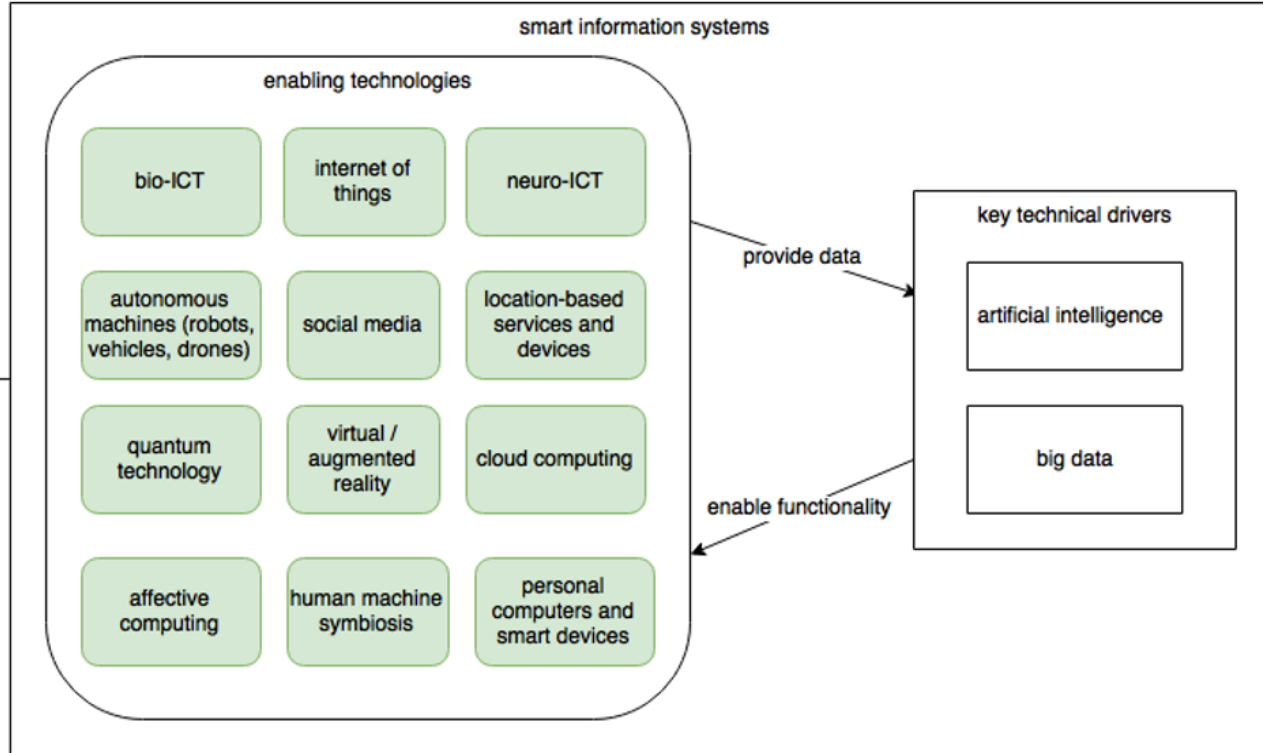 smart information systems
enabling technologies
bio-ICT
internet of
things
neuro-ICT
autonomous
machines (robots,
vehicles, drones)
social media
location-based
services and
devices
quantum
technology
virtual /
augmented
reality
cloud computing
affective
computing
human machine
symbiosis
personal
computers and
smart devices
provide data
enable functionality
key technical drivers
artificial intelligence
big data